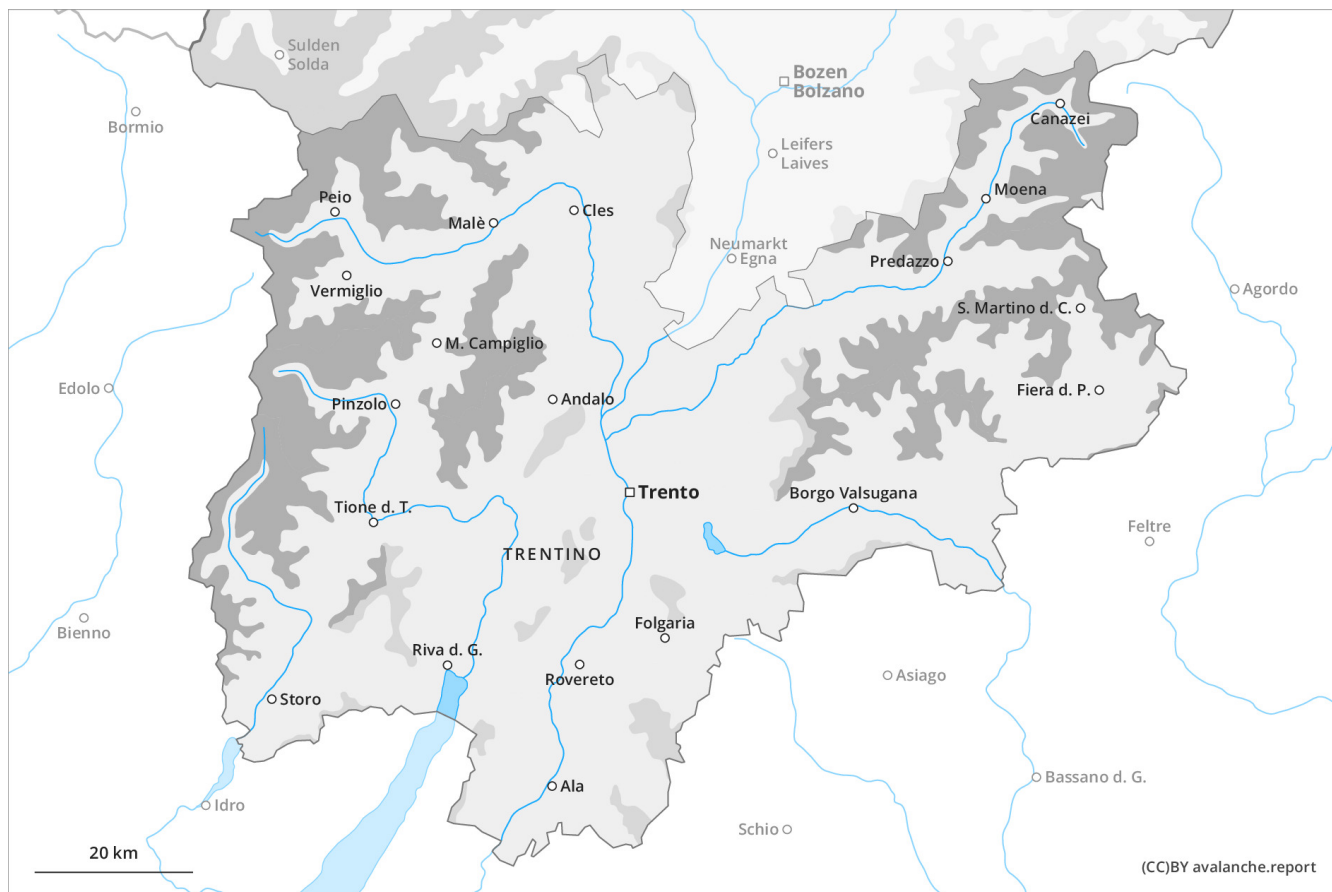 Sulden
Solda
Bozen
Bolzano
Bormio
Canazei
Leifers
Laives
Moena
Peio
Malè
Cles
Neumarkt
Egna
Predazzo
Vermiglio
Agordo
S. Martino d. C.
M. Campiglio
Edolo
Fiera d. P.
Pinzolo
Andalo
Trento
Borgo Valsugana
Tione d. T.
Feltre
TRENTINO
Bienno
Folgaria
Riva d. G.
Rovereto
Asiago
Storo
Bassano d. G.
Ala
Idro
Schio
20 km
(CC)BY avalanche.report